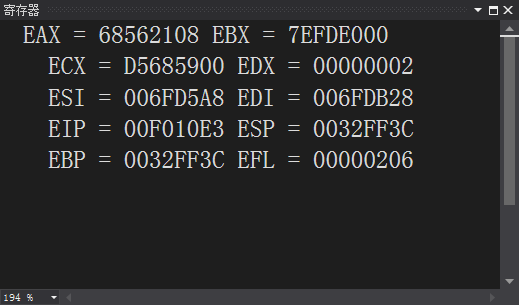 寄存器
EAX = 68562108 EBX = 7EFDE000
ECX = D5685900 EDX = 00000002
ESI = 006FD5A8 EDI = 006FDB28
EIP = 00F010E3 ESP = 0032FF3C
EBP = 0032FF3C EFL = 00000206
194 %